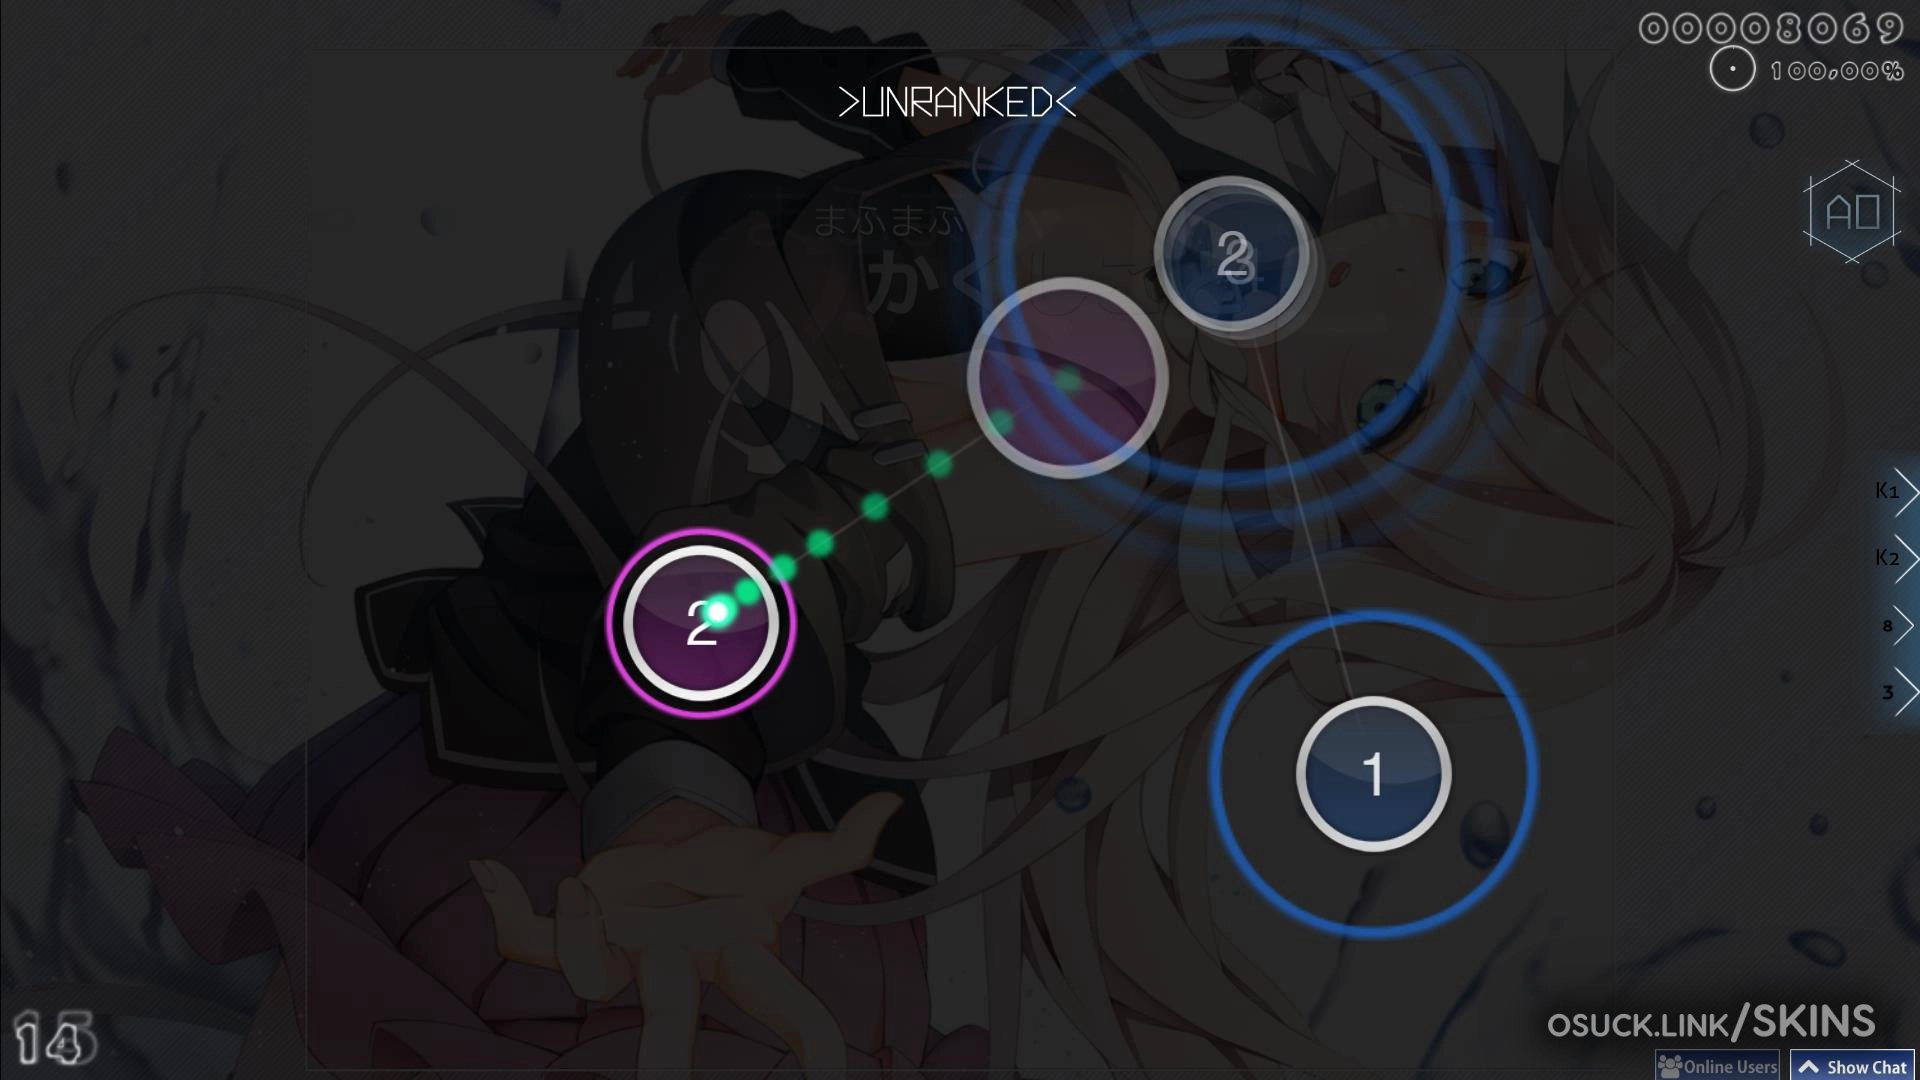 00008069
100,00%
>UNRANKED<
AO
まふまふ
2
K1
K2
8
3
2
1
OSUCK.LINK/SKINS
Online Users
Show Chat